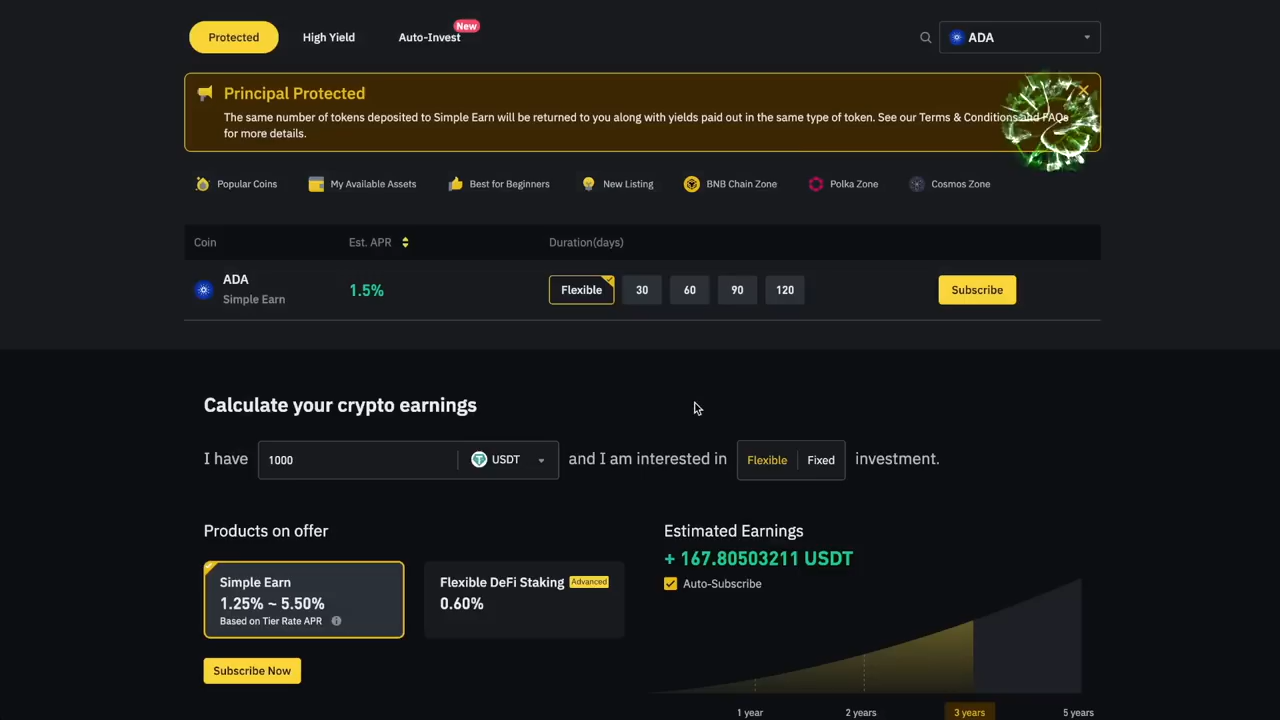 Protected High Yield Auto-Invest New ADA
Principal Protected
The same number of tokens deposited to Simple Earn will be returned to you along with yields paid out in the same type of token. See our Terms & Conditions and FAQs
for more details.
Popular Coins My Available Assets Best for Beginners New Listing BNB Chain Zone Polka Zone Cosmos Zone
Coin Est. APR Duration(days)
ADA
Simple Earn
1.5% Flexible 30 60 90 120 Subscribe
Calculate your crypto earnings
I have 1000 USDT and I am interested in Flexible Fixed investment.
Products on offer
Simple Earn
1.25% ~ 5.50%
Based on Tier Rate APR
Flexible DeFi Staking Advanced
0.60%
Subscribe Now
Estimated Earnings
+ 167.80503211 USDT
Auto-Subscribe
1 year 2 years 3 years 5 years